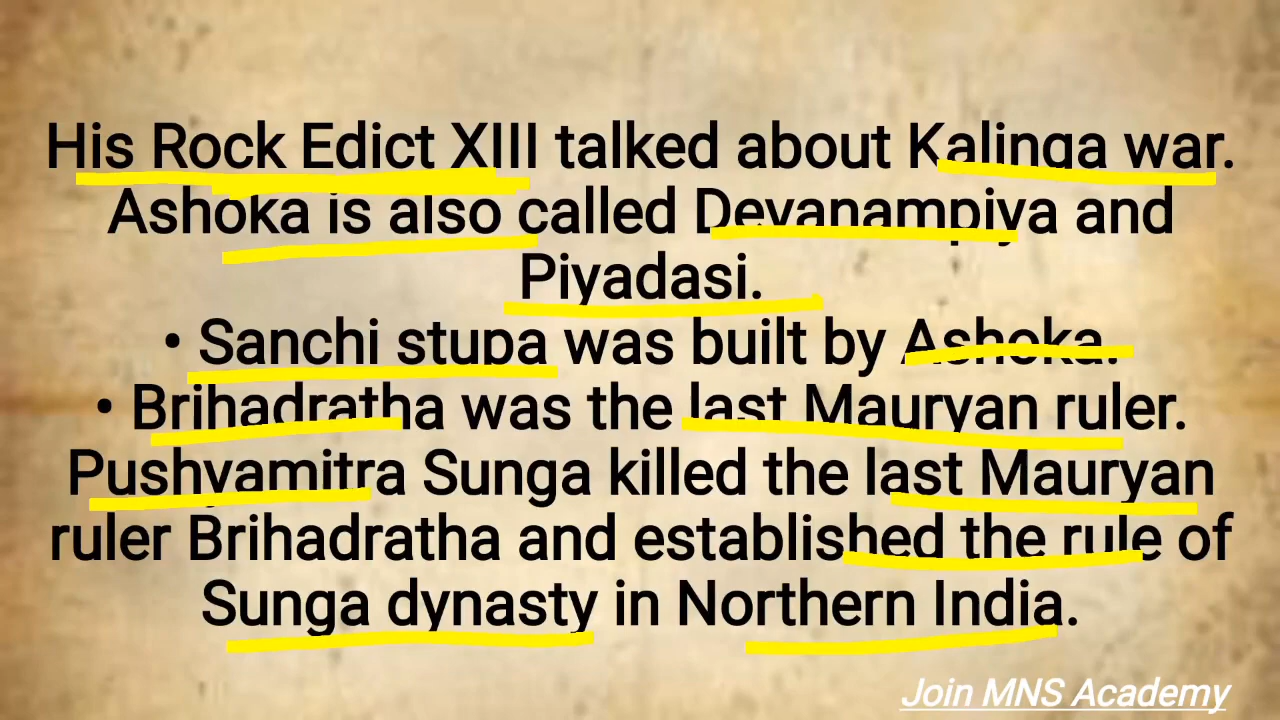 His Rock Edict XIII talked about Kalinga war.
Ashoka is also called Devanampiya and
Piyadasi.
• Sanchi stupa was built by Ashoka.
• Brihadratha was the last Mauryan ruler.
Pushyamitra Sunga killed the last Mauryan
ruler Brihadratha and established the rule of
Sunga dynasty in Northern India.
Join MNS Academy